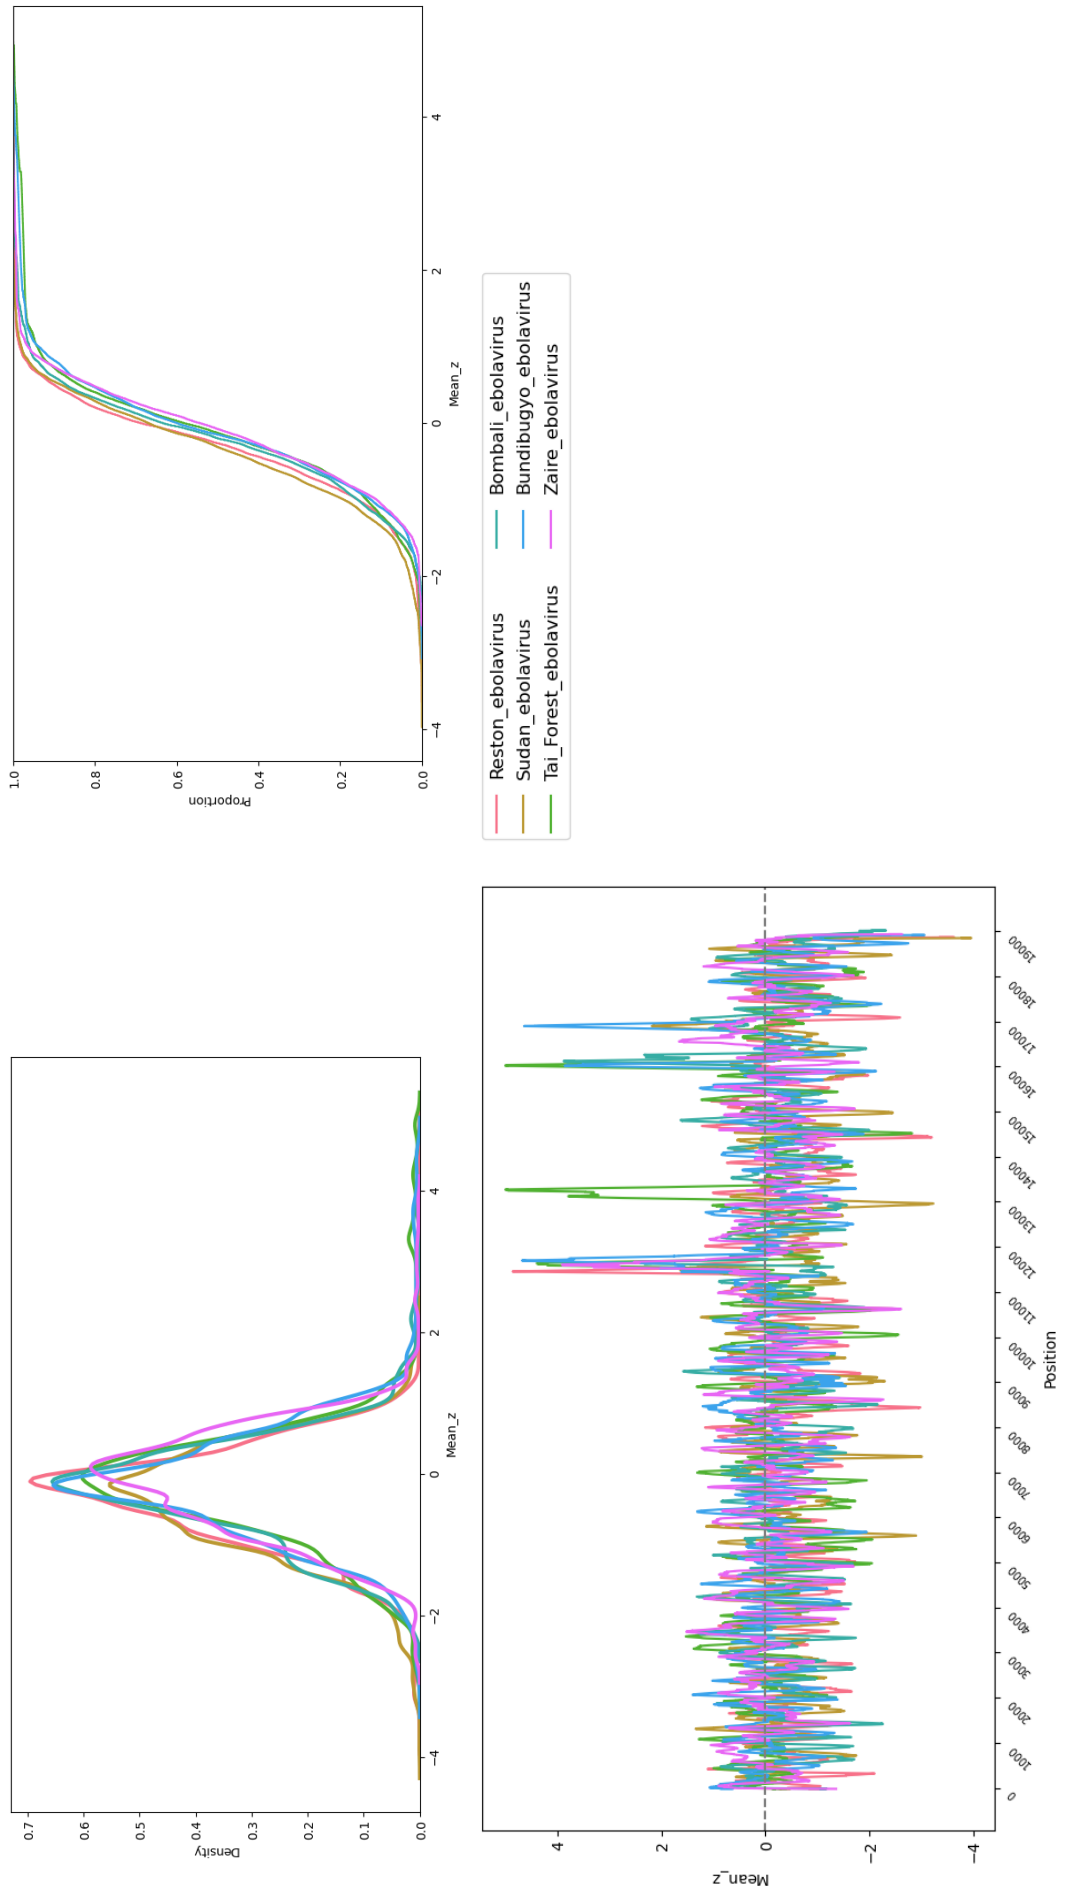 0.7
0.6
0.5
0.4
0.3
0.2
0.1
0.0
Density
−4 −2 0 2 4
Mean_z
1.0
0.8
0.6
0.4
0.2
0.0
Proportion
−4 −2 0 2 4
Mean_z
4
2
0
−2
−4
Mean_z
0 1000 2000 3000 4000 5000 6000 7000 8000 9000 10000 11000 12000 13000 14000 15000 16000 17000 18000 19000
Position
Reston_ebolavirus
Sudan_ebolavirus
Tai_Forest_ebolavirus
Bombali_ebolavirus
Bundibugyo_ebolavirus
Zaire_ebolavirus